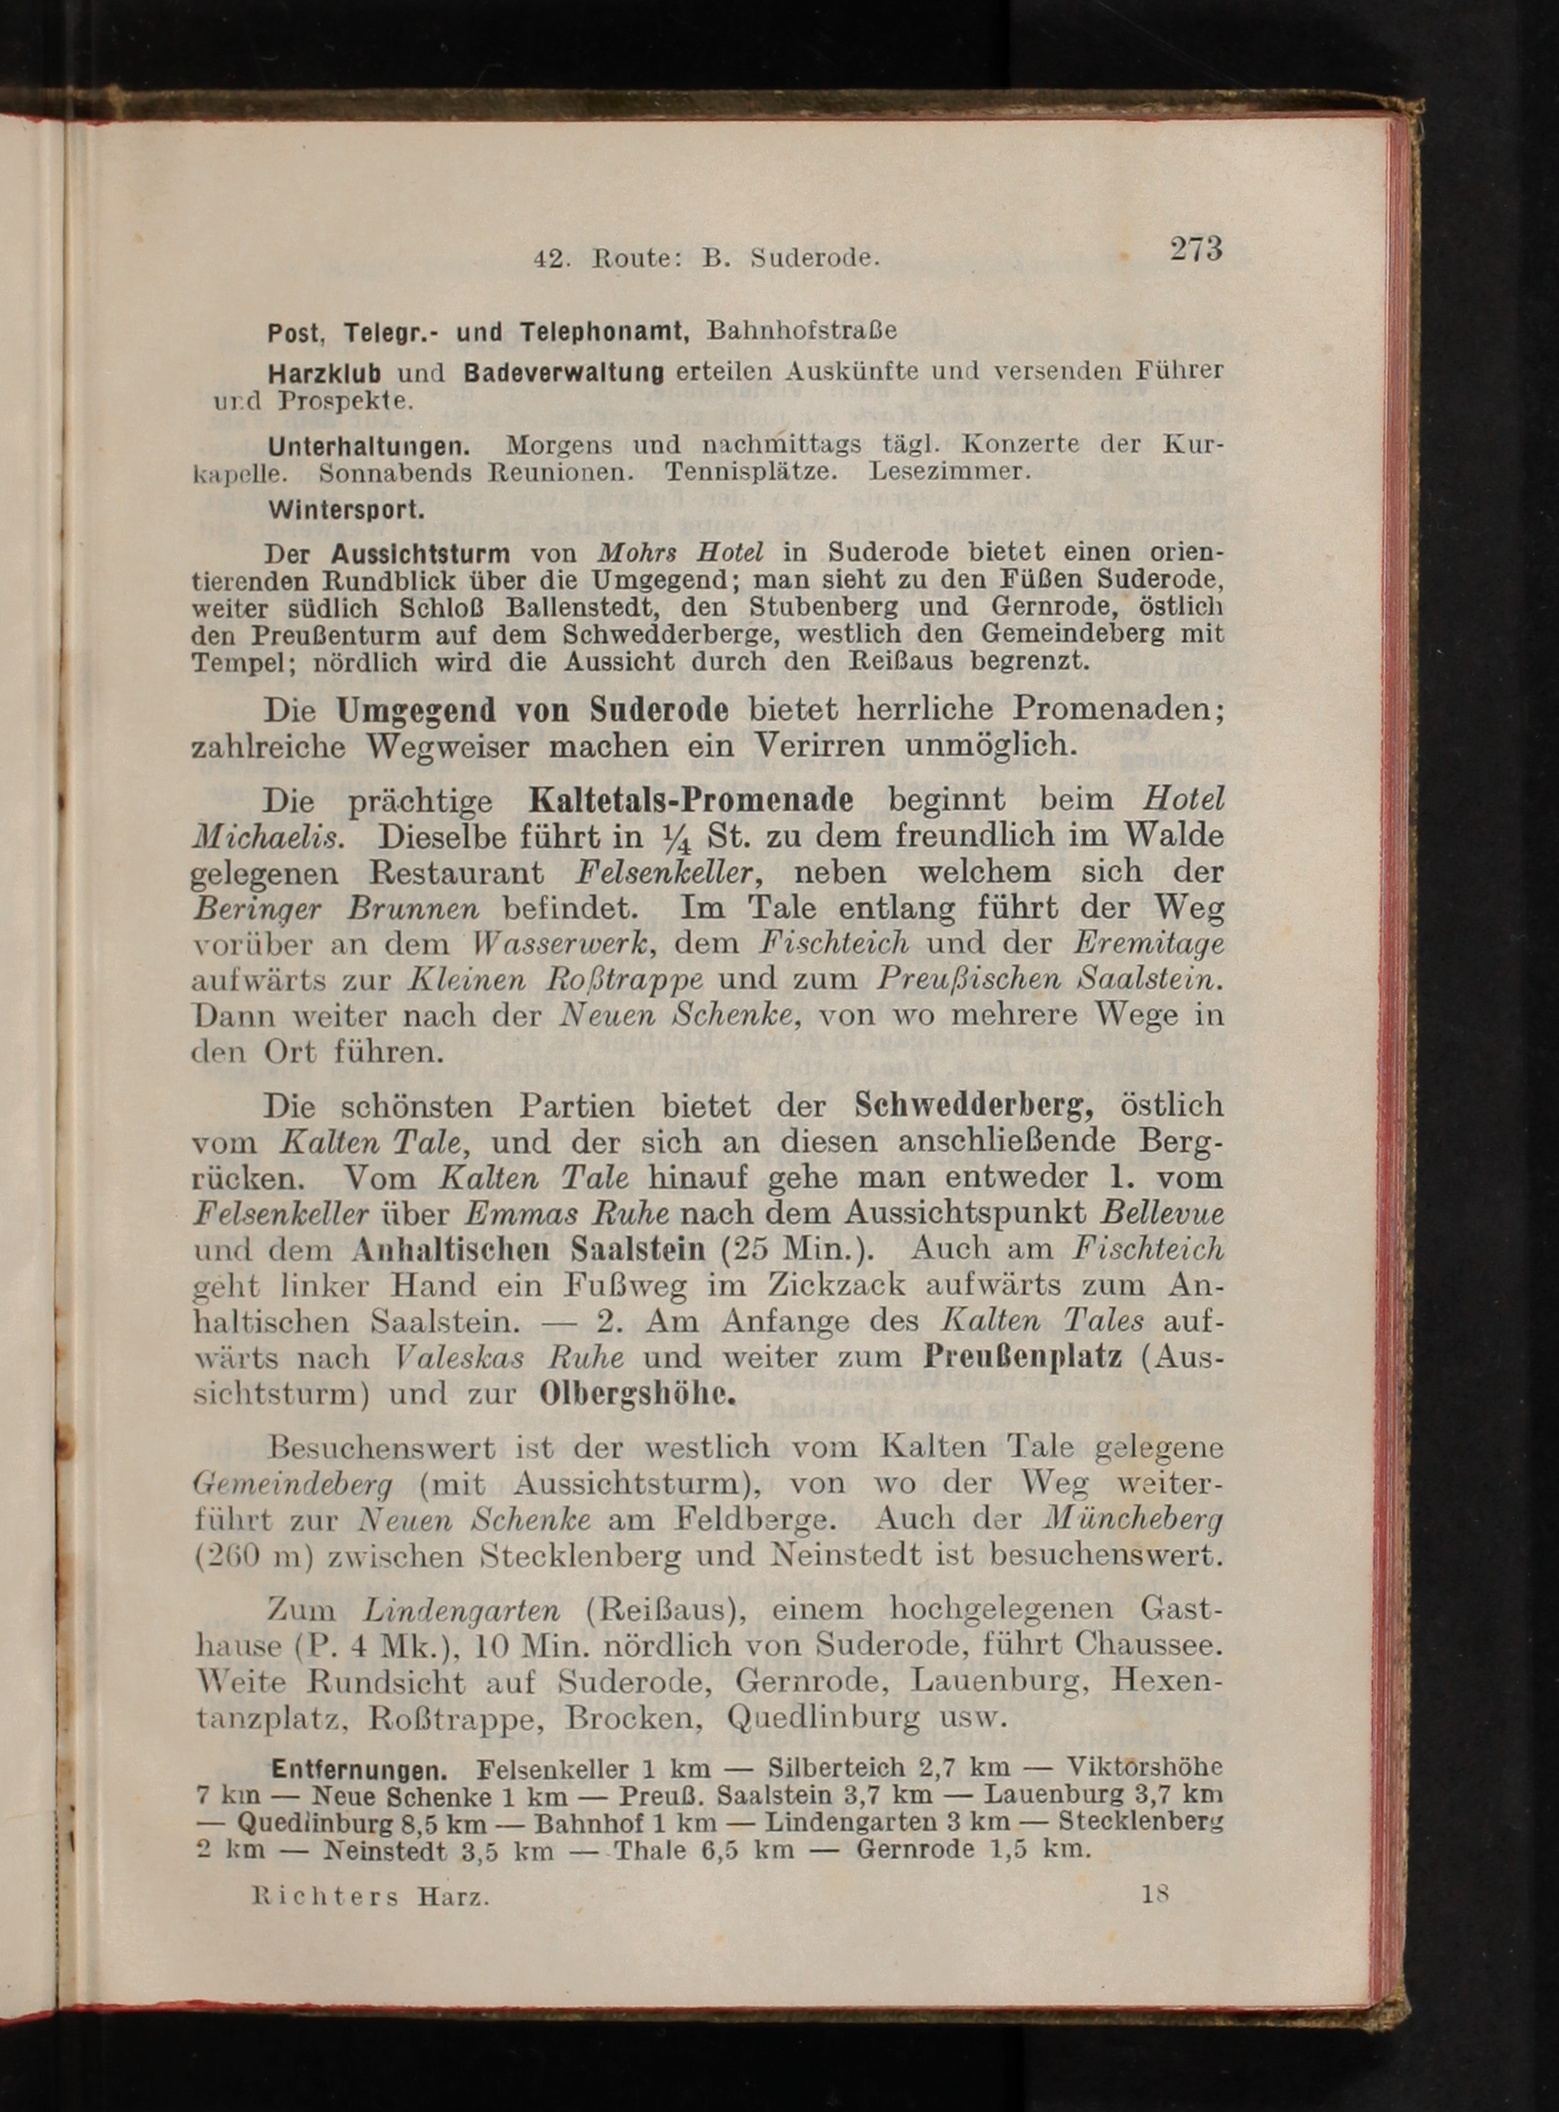 42. Route: B. Suderode.
273
Post, Telegr.- und Telephonamt, Bahnhofstraße
Harzklub und Badeverwaltung erteilen Auskünfte und versenden Führer
und Prospekte.
Unterhaltungen. Morgens und nachmittags tägl. Konzerte der Kur-
kapelle. Sonnabends Reunionen. Tennisplätze. Lesezimmer.
Wintersport.
Der Aussichtsturm von Mohrs Hotel in Suderode bietet einen orien-
tierenden Rundblick über die Umgegend; man sieht zu den Füßen Suderode,
weiter südlich Schloß Ballenstedt, den Stubenberg und Gernrode, östlich
den Preußenturm auf dem Schwedderberge, westlich den Gemeindeberg mit
Tempel; nördlich wird die Aussicht durch den Reißaus begrenzt.
Die Umgegend von Suderode bietet herrliche Promenaden;
zahlreiche Wegweiser machen ein Verirren unmöglich.
Die prächtige Kaltetals-Promenade beginnt beim Hotel
Michaelis. Dieselbe führt in ¼ St. zu dem freundlich im Walde
gelegenen Restaurant Felsenkeller, neben welchem sich der
Beringer Brunnen befindet. Im Tale entlang führt der Weg
vorüber an dem Wasserwerk, dem Fischteich und der Eremitage
aufwärts zur Kleinen Roßtrappe und zum Preußischen Saalstein.
Dann weiter nach der Neuen Schenke, von wo mehrere Wege in
den Ort führen.
Die schönsten Partien bietet der Schwedderberg, östlich
vom Kalten Tale, und der sich an diesen anschließende Berg-
rücken. Vom Kalten Tale hinauf gehe man entweder 1. vom
Felsenkeller über Emmas Ruhe nach dem Aussichtspunkt Bellevue
und dem Anhaltischen Saalstein (25 Min.). Auch am Fischteich
geht linker Hand ein Fußweg im Zickzack aufwärts zum An-
haltischen Saalstein. — 2. Am Anfange des Kalten Tales auf-
wärts nach Valeskas Ruhe und weiter zum Preußenplatz (Aus-
sichtsturm) und zur Olbergshöhe.
Besuchenswert ist der westlich vom Kalten Tale gelegene
Gemeindeberg (mit Aussichtsturm), von wo der Weg weiter-
führt zur Neuen Schenke am Feldberge. Auch der Müncheberg
(260 m) zwischen Stecklenberg und Neinstedt ist besuchenswert.
Zum Lindengarten (Reißaus), einem hochgelegenen Gast-
hause (P. 4 Mk.), 10 Min. nördlich von Suderode, führt Chaussee.
Weite Rundsicht auf Suderode, Gernrode, Lauenburg, Hexen-
tanzplatz, Roßtrappe, Brocken, Quedlinburg usw.
Entfernungen. Felsenkeller 1 km — Silberteich 2,7 km — Viktorshöhe
7 km — Neue Schenke 1 km — Preuß. Saalstein 3,7 km — Lauenburg 3,7 km
— Quedlinburg 8,5 km — Bahnhof 1 km — Lindengarten 3 km — Stecklenberg
2 km — Neinstedt 3,5 km — Thale 6,5 km — Gernrode 1,5 km.
Richters Harz.
18